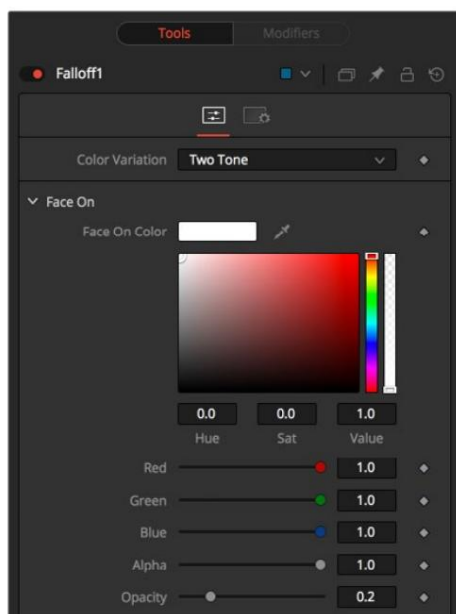 Tools Modifiers
Falloff1
Color Variation Two Tone
Face On
Face On Color
0.0 0.0 1.0
Hue Sat Value
Red 1.0
Green 1.0
Blue 1.0
Alpha 1.0
Opacity 0.2